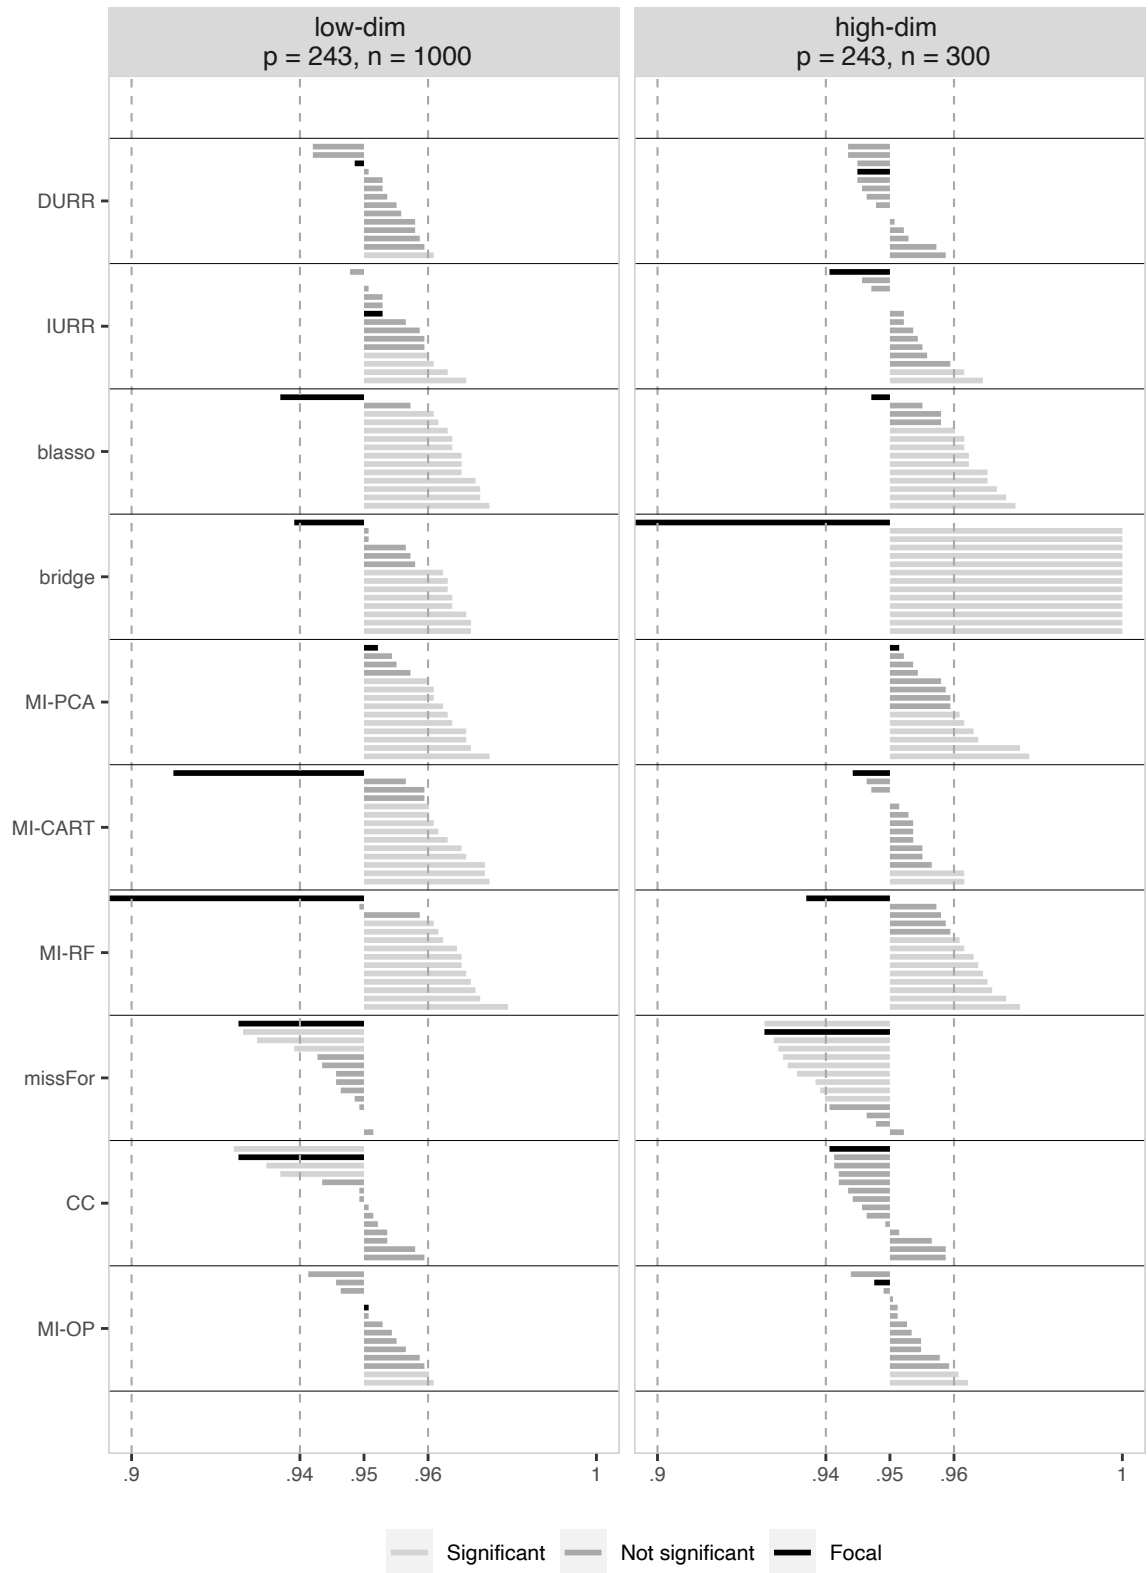 low-dim
p = 243, n = 1000
high-dim
p = 243, n = 300
DURR
IURR
blasso
bridge
MI-PCA
MI-CART
MI-RF
missFor
CC
MI-OP
.9 .94 .95 .96 1
.9 .94 .95 .96 1
Significant Not significant Focal